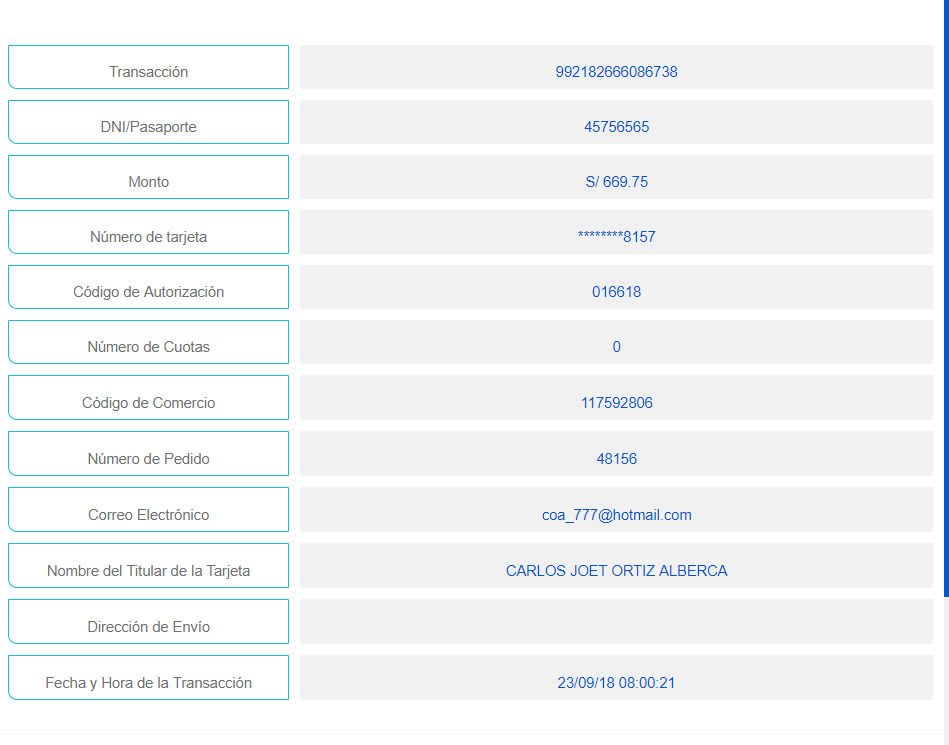 Transacción 992182666086738
DNI/Pasaporte 45756565
Monto S/ 669.75
Número de tarjeta ********8157
Código de Autorización 016618
Número de Cuotas 0
Código de Comercio 117592806
Número de Pedido 48156
Correo Electrónico coa_777@hotmail.com
Nombre del Titular de la Tarjeta CARLOS JOET ORTIZ ALBERCA
Dirección de Envío
Fecha y Hora de la Transacción 23/09/18 08:00:21